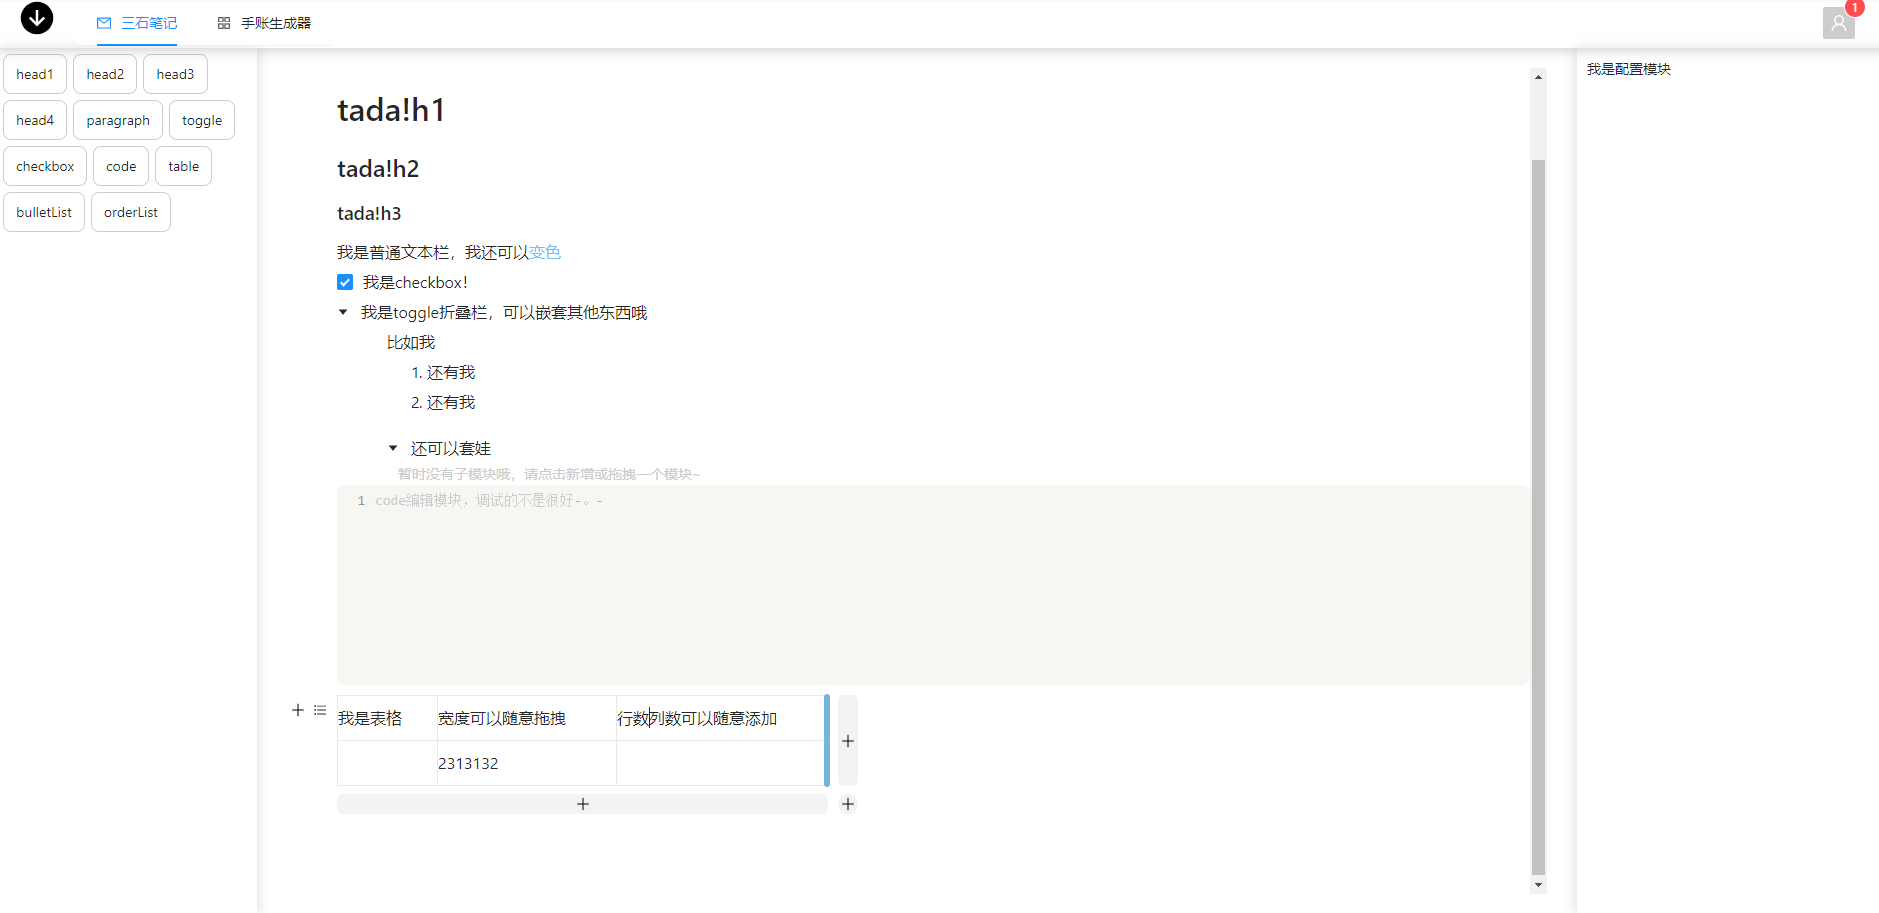 三石笔记 手账生成器 1
head1 head2 head3
head4 paragraph toggle
checkbox code table
bulletList orderList
tada!h1
tada!h2
tada!h3
我是普通文本栏，我还可以变色
我是checkbox！
我是toggle折叠栏，可以嵌套其他东西哦
比如我
1. 还有我
2. 还有我
还可以套娃
暂时没有子模块哦，请点击新增或拖拽一个模块~
1 code编辑模块，调试的不是很好-。-
我是表格 宽度可以随意拖拽 行数列数可以随意添加
2313132
我是配置模块